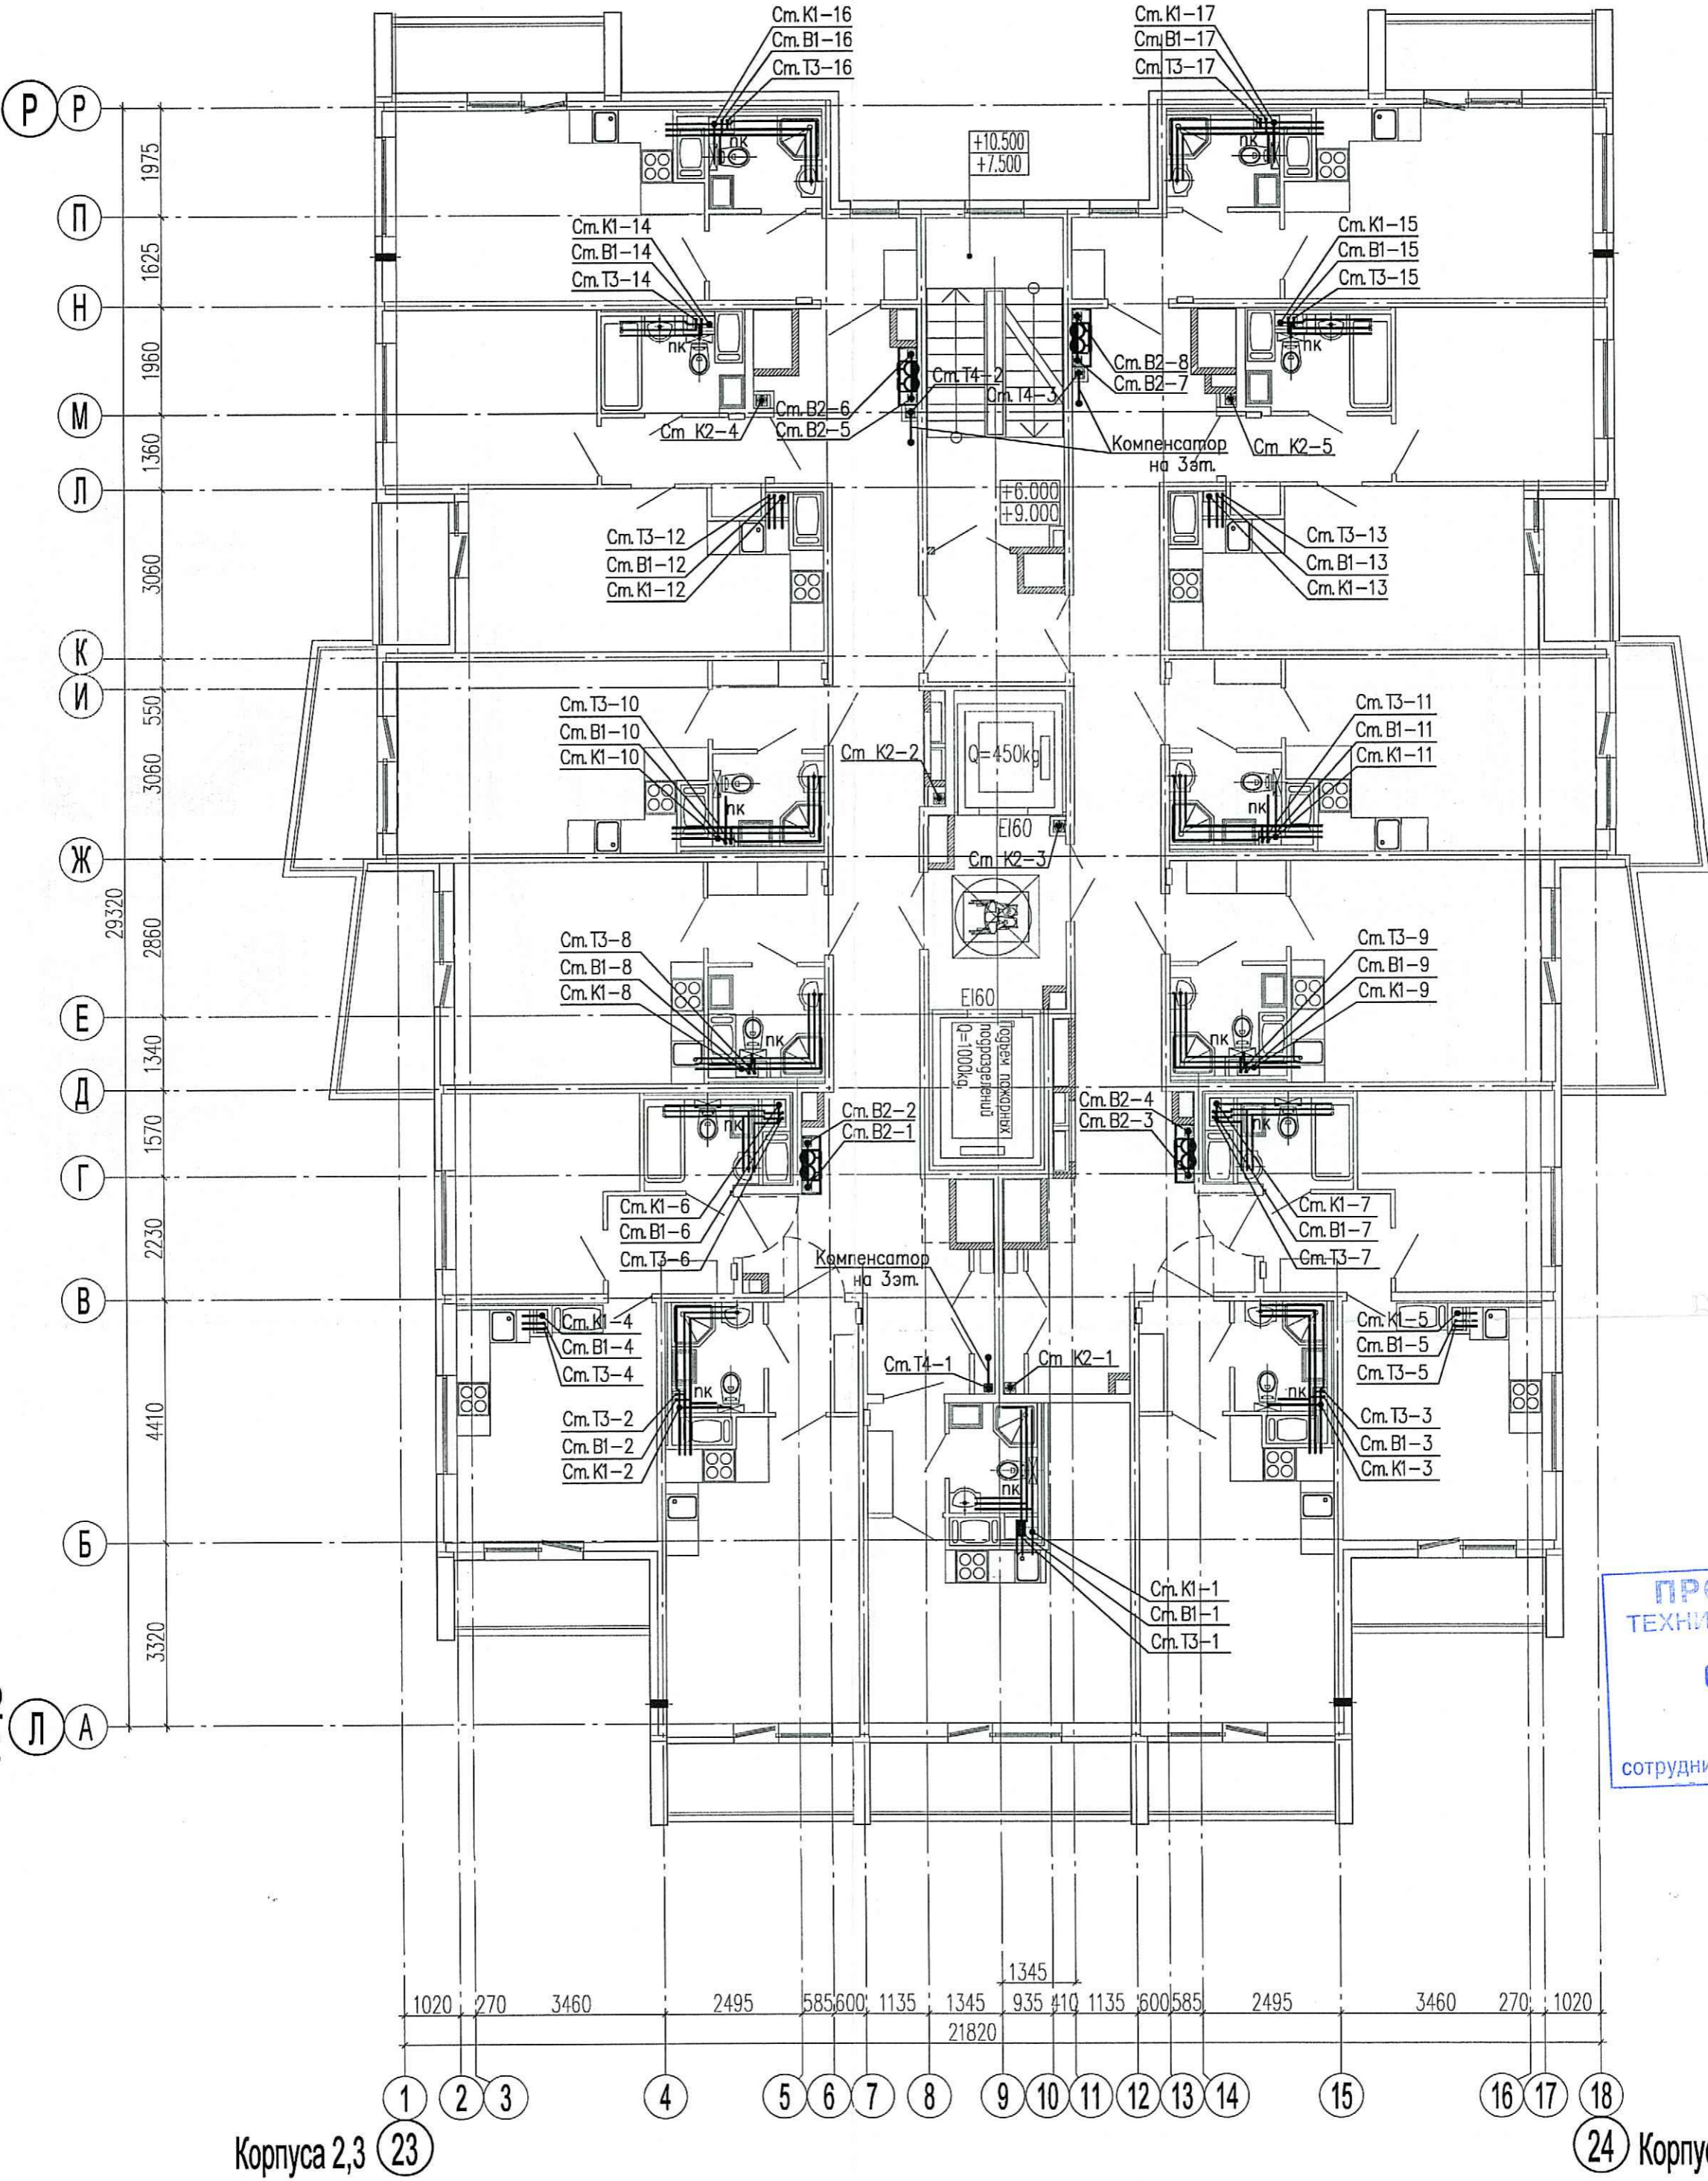 Ст. К1-16
Ст. В1-16
Ст. Т3-16
Ст. К1-17
Ст. В1-17
Ст. Т3-17
Р Р
+10.500
+7.500
пк
пк
1975
П
Ст. К1-14
Ст. В1-14
Ст. Т3-14
Ст. К1-15
Ст. В1-15
Ст. Т3-15
1625
Н
пк
пк
1960
Ст. В2-8
Ст. В2-7
Ст. Т4-2
Ст. Т4-3
Ст. В2-6
Ст. В2-5
М
Ст К2-4
Ст К2-5
Компенсатор
на 3эт.
1360
Л
+6.000
+9.000
Ст. Т3-12
Ст. В1-12
Ст. К1-12
Ст. Т3-13
Ст. В1-13
Ст. К1-13
3060
К
И
550
Ст. Т3-10
Ст. В1-10
Ст. К1-10
Ст К2-2
Q=450kg
Ст. Т3-11
Ст. В1-11
Ст. К1-11
3060
пк
пк
EI60
Ст К2-3
Ж
29320
2860
Ст. Т3-8
Ст. В1-8
Ст. К1-8
Ст. Т3-9
Ст. В1-9
Ст. К1-9
EI60
Е
пк
пк
Подъем пожарных
подразделений
Q=1000kg,
1340
Д
Ст. В2-2
Ст. В2-1
Ст. В2-4
Ст. В2-3
пк
пк
1570
Г
Ст. К1-6
Ст. В1-6
Ст. Т3-6
Ст. К1-7
Ст. В1-7
Ст. Т3-7
2230
Компенсатор
на 3эт.
В
Ст. К1-4
Ст. В1-4
Ст. Т3-4
Ст. К1-5
Ст. В1-5
Ст. Т3-5
Ст. Т4-1
Ст К2-1
пк
пк
4410
Ст. Т3-2
Ст. В1-2
Ст. К1-2
Ст. Т3-3
Ст. В1-3
Ст. К1-3
пк
Б
Ст. К1-1
Ст. В1-1
Ст. Т3-1
3320
ТЕХНИ
сотрудни
Л А
1345
1020 270 3460 2495 585 600 1135 1345 935 410 1135 600 585 2495 3460 270 1020
21820
1 2 3 4 5 6 7 8 9 10 11 12 13 14 15 16 17 18
Корпуса 2,3 23
24 Корпу